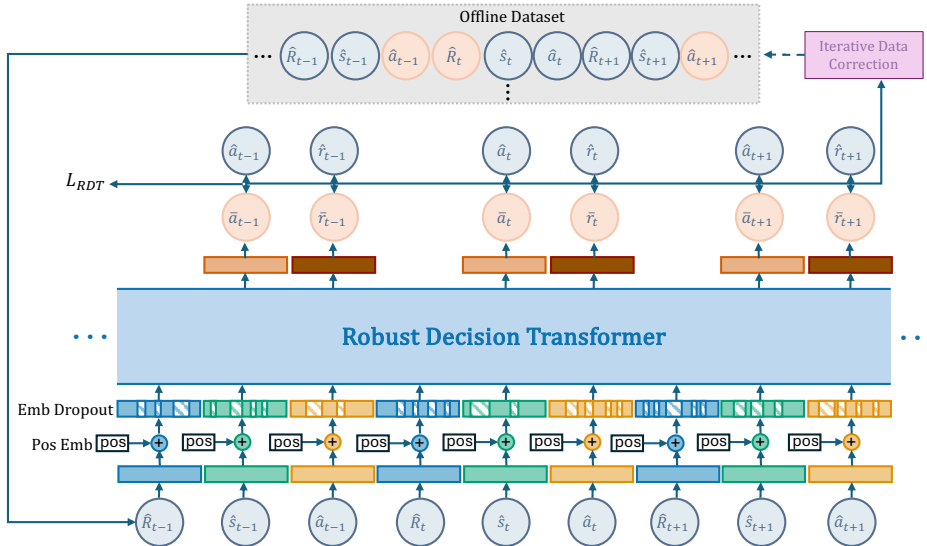 Offline Dataset
... R̂_{t−1} ŝ_{t−1} â_{t−1} R̂_t ŝ_t â_t R̂_{t+1} ŝ_{t+1} â_{t+1} ...
⋮
Iterative Data
Correction
â_{t−1} r̂_{t−1} â_t r̂_t â_{t+1} r̂_{t+1}
L_{RDT}
ā_{t−1} r̄_{t−1} ā_t r̄_t ā_{t+1} r̄_{t+1}
... Robust Decision Transformer ..
Emb Dropout
Pos Emb pos + pos + pos + pos + pos + pos + pos + pos + pos +
R̂_{t−1} ŝ_{t−1} â_{t−1} R̂_t ŝ_t â_t R̂_{t+1} ŝ_{t+1} â_{t+1}